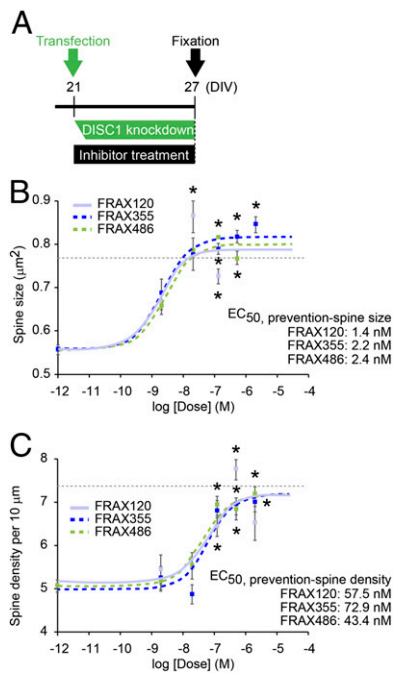 A
Transfection
Fixation
21
27 (DIV)
DISC1 knockdown
Inhibitor treatment
B
FRAX120
FRAX355
FRAX486
*
*
*
*
*
*
*
Spine size (μm²)
0.9
0.8
0.7
0.6
0.5
EC50, prevention-spine size
FRAX120: 1.4 nM
FRAX355: 2.2 nM
FRAX486: 2.4 nM
-12 -11 -10 -9 -8 -7 -6 -5 -4
log [Dose] (M)
C
FRAX120
FRAX355
FRAX486
*
*
*
*
*
*
*
Spine density per 10 μm
8
7
6
5
4
EC50, prevention-spine density
FRAX120: 57.5 nM
FRAX355: 72.9 nM
FRAX486: 43.4 nM
-12 -11 -10 -9 -8 -7 -6 -5 -4
log [Dose] (M)